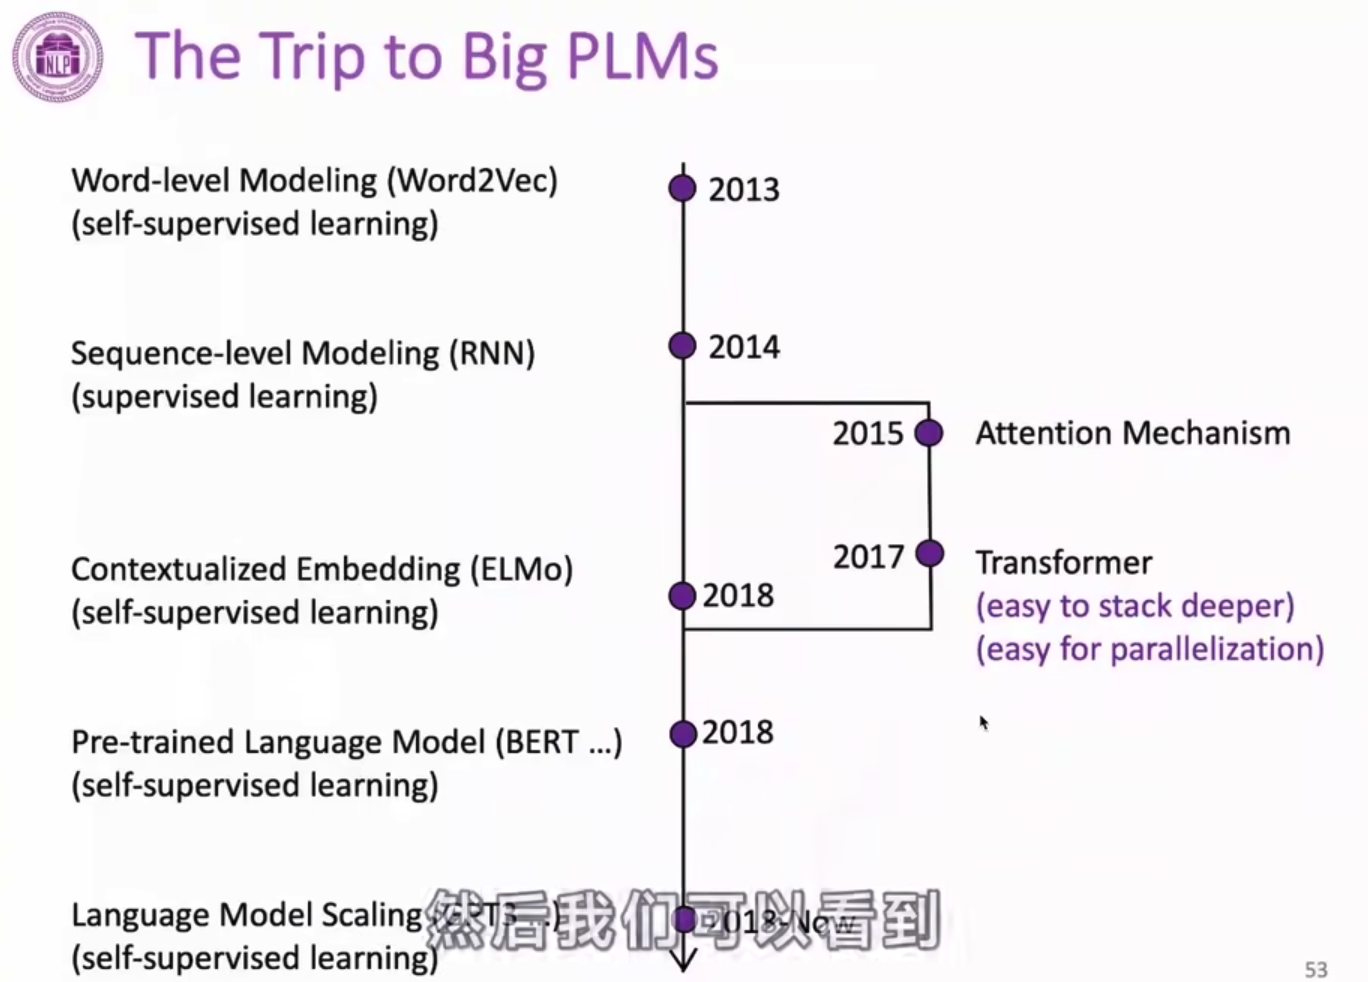 NLP
The Trip to Big PLMs
Word-level Modeling (Word2Vec)
(self-supervised learning)
2013
Sequence-level Modeling (RNN)
(supervised learning)
2014
2015
Attention Mechanism
2017
Transformer
(easy to stack deeper)
(easy for parallelization)
Contextualized Embedding (ELMo)
(self-supervised learning)
2018
Pre-trained Language Model (BERT ...)
(self-supervised learning)
2018
Language Model Scaling
(self-supervised learning)
2018-Now
然后我们可以看到
53